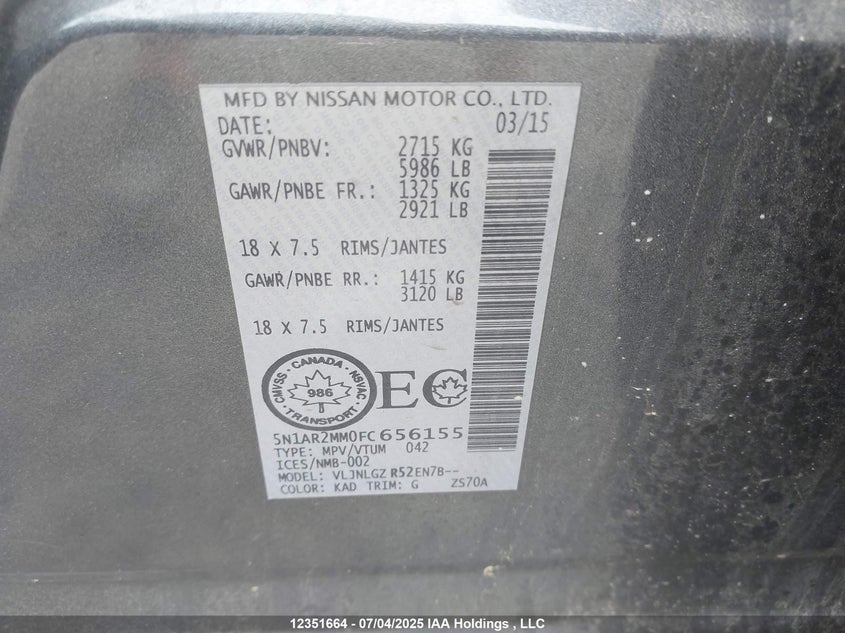 MFD BY NISSAN MOTOR CO., LTD.
DATE: 03/15
GVWR/PNBV: 2715 KG
5986 LB
GAWR/PNBE FR.: 1325 KG
2921 LB
18 X 7.5 RIMS/JANTES
GAWR/PNBE RR.: 1415 KG
3120 LB
18 X 7.5 RIMS/JANTES
CMVSS · CANADA · NSVAC
986
TRANSPORT
EC
5N1AR2MM0FC656155
TYPE: MPV/VTUM 042
ICES/NMB-002
MODEL: VLJNLGZ R52EN7B--
COLOR: KAD TRIM: G ZS70A
12351664 - 07/04/2025 IAA Holdings , LLC